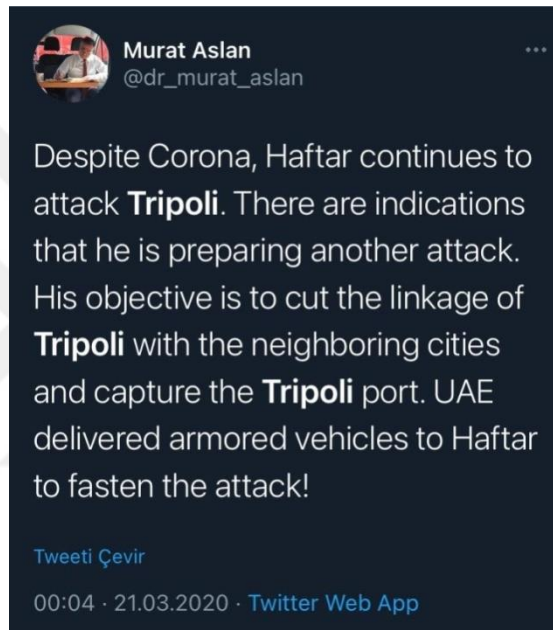 Murat Aslan
@dr_murat_aslan
Despite Corona, Haftar continues to
attack Tripoli. There are indications
that he is preparing another attack.
His objective is to cut the linkage of
Tripoli with the neighboring cities
and capture the Tripoli port. UAE
delivered armored vehicles to Haftar
to fasten the attack!
Tweeti Çevir
00:04 · 21.03.2020 · Twitter Web App